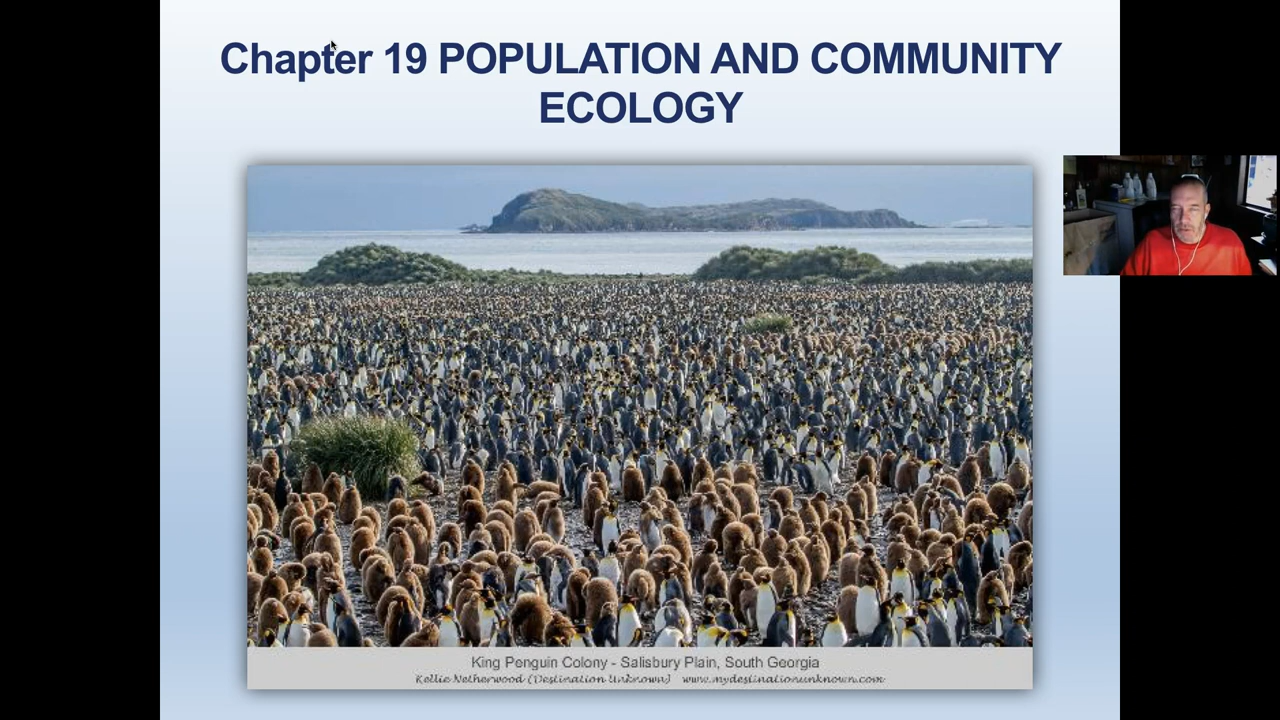 Chapter 19 POPULATION AND COMMUNITY
ECOLOGY
King Penguin Colony - Salisbury Plain, South Georgia
Kellie Netherwood (Destination Unknown) www.mydestinationunknown.com